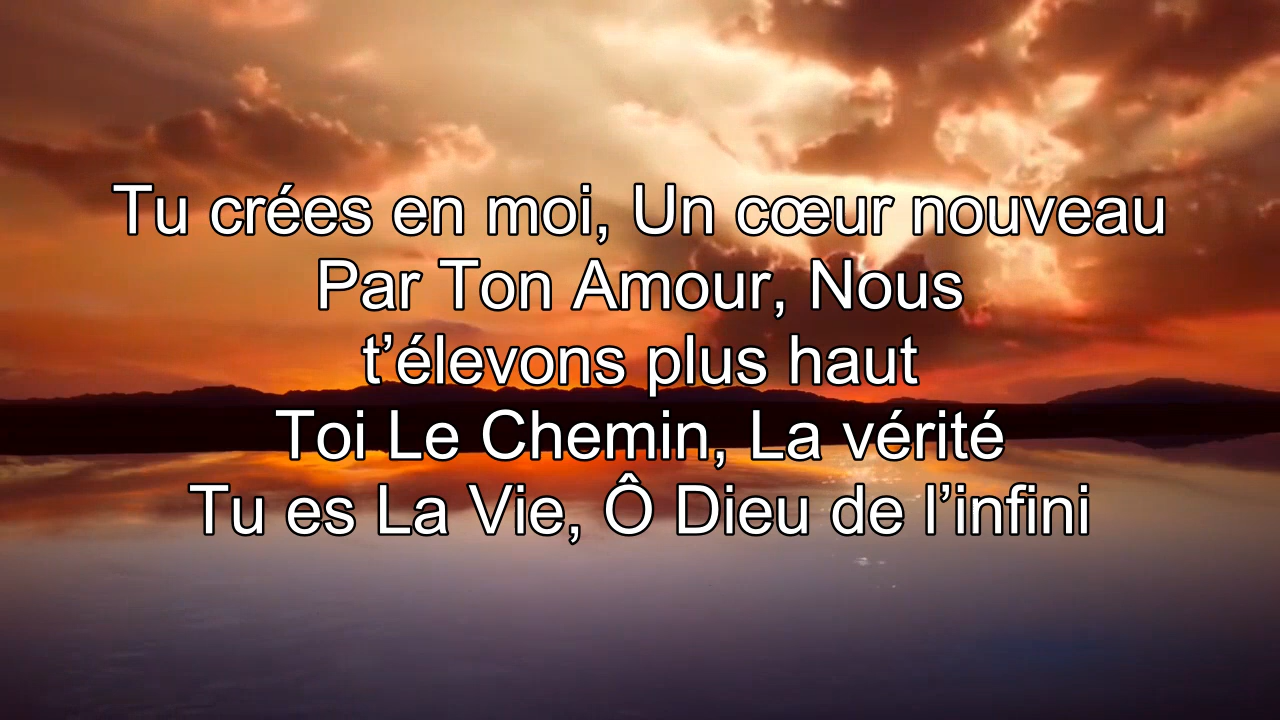 Tu crées en moi, Un cœur nouveau
Par Ton Amour, Nous
t’élevons plus haut
Toi Le Chemin, La vérité
Tu es La Vie, Ô Dieu de l’infini